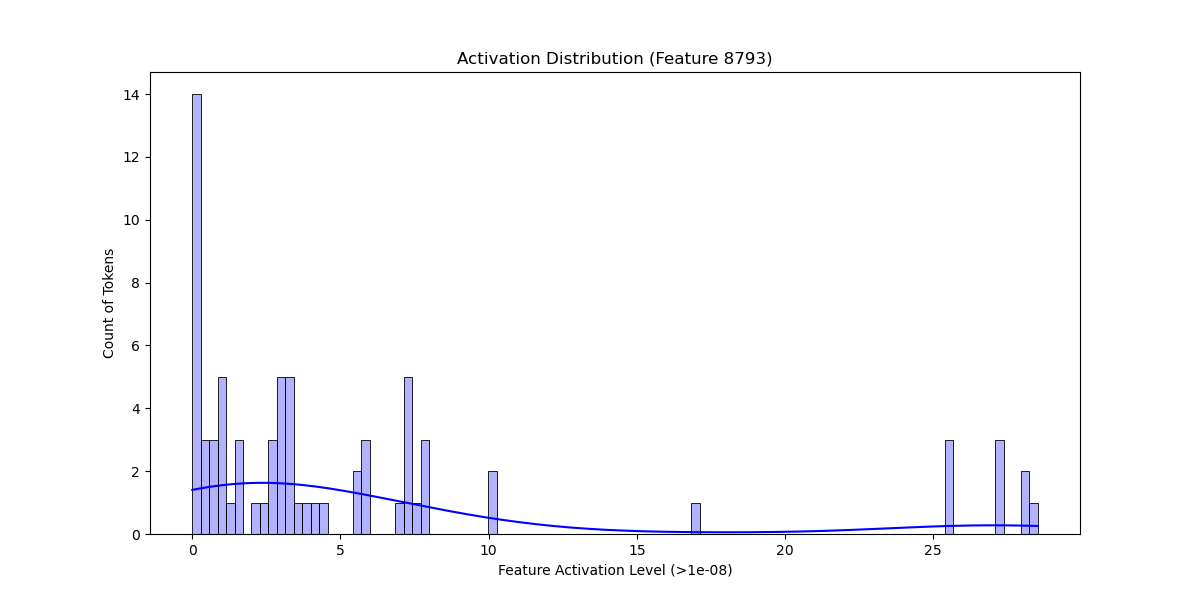 Activation Distribution (Feature 8793)
14
12
10
8
6
4
2
0
Count of Tokens
0 5 10 15 20 25
Feature Activation Level (>1e-08)